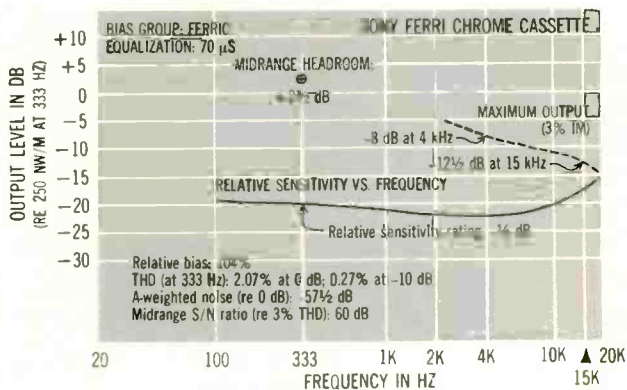 BIAS GROUP: FERRIC
SONY FERRI CHROME CASSETTE
EQUALIZATION: 70 µS
MIDRANGE HEADROOM:
½ dB
MAXIMUM OUTPUT
(3% TM)
-8 dB at 4 kHz
12½ dB at 15 kHz
RELATIVE SENSITIVITY VS. FREQUENCY
Relative sensitivity rating
Relative bias: 104%
THD (at 333 Hz): 2.07% at 0 dB; 0.27% at -10 dB
A-weighted noise (re 0 dB): -57½ dB
Midrange S/N ratio (re 3% THD): 60 dB
OUTPUT LEVEL IN DB
(RE 250 NW/M AT 333 HZ)
+10
+5
0
-5
-10
-15
-20
-25
-30
20 100 333 1K 2K 4K 10K 20K
15K
FREQUENCY IN HZ